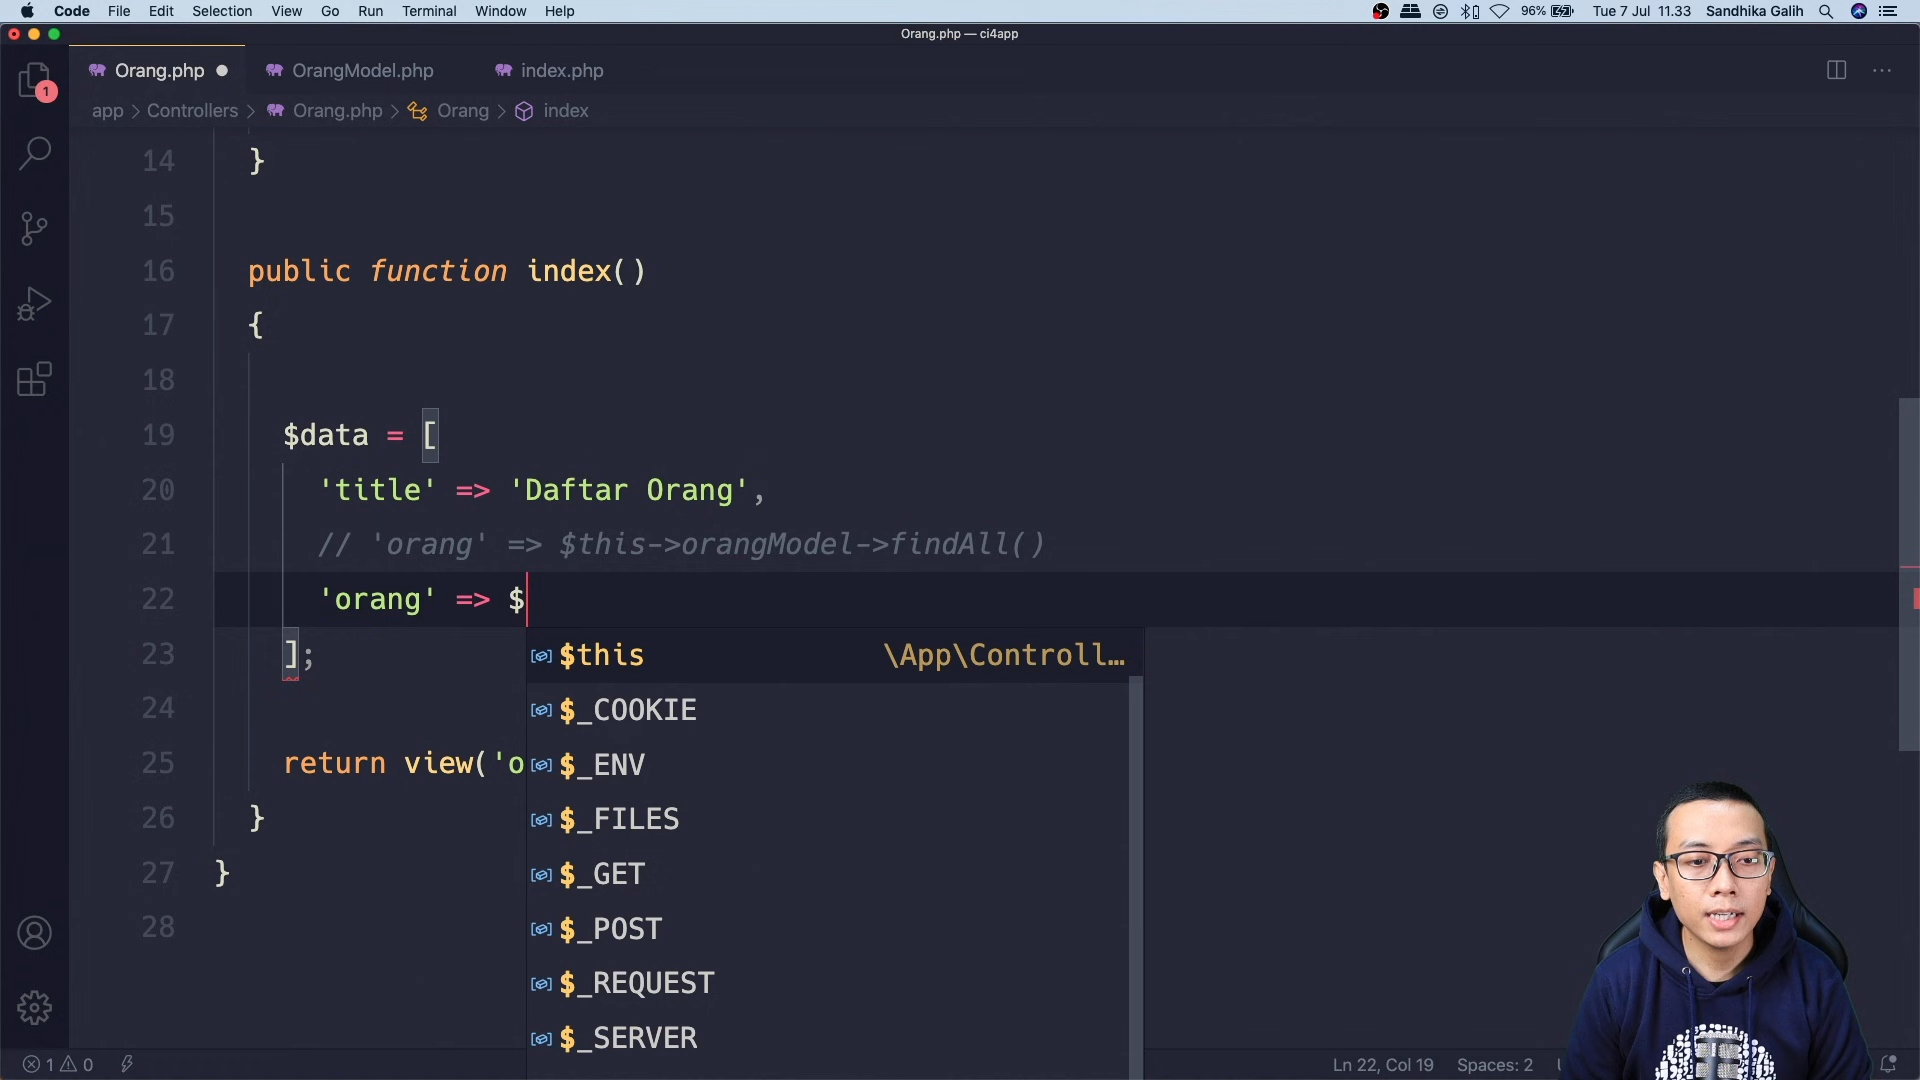 Code File Edit Selection View Go Run Terminal Window Help 96% Tue 7 Jul 11.33 Sandhika Galih
Orang.php — ci4app
Orang.php OrangModel.php index.php
app > Controllers > Orang.php > Orang > index
1
14 }
15
16 public function index()
17 {
18
19 $data = [
20 'title' => 'Daftar Orang',
21 // 'orang' => $this->orangModel->findAll()
22 'orang' => $
23 ];
$this \App\Controll…
24
$_COOKIE
25 return view('o
$_ENV
26 }
$_FILES
27 }
$_GET
28
$_POST
$_REQUEST
$_SERVER
1 0 Ln 22, Col 19 Spaces: 2